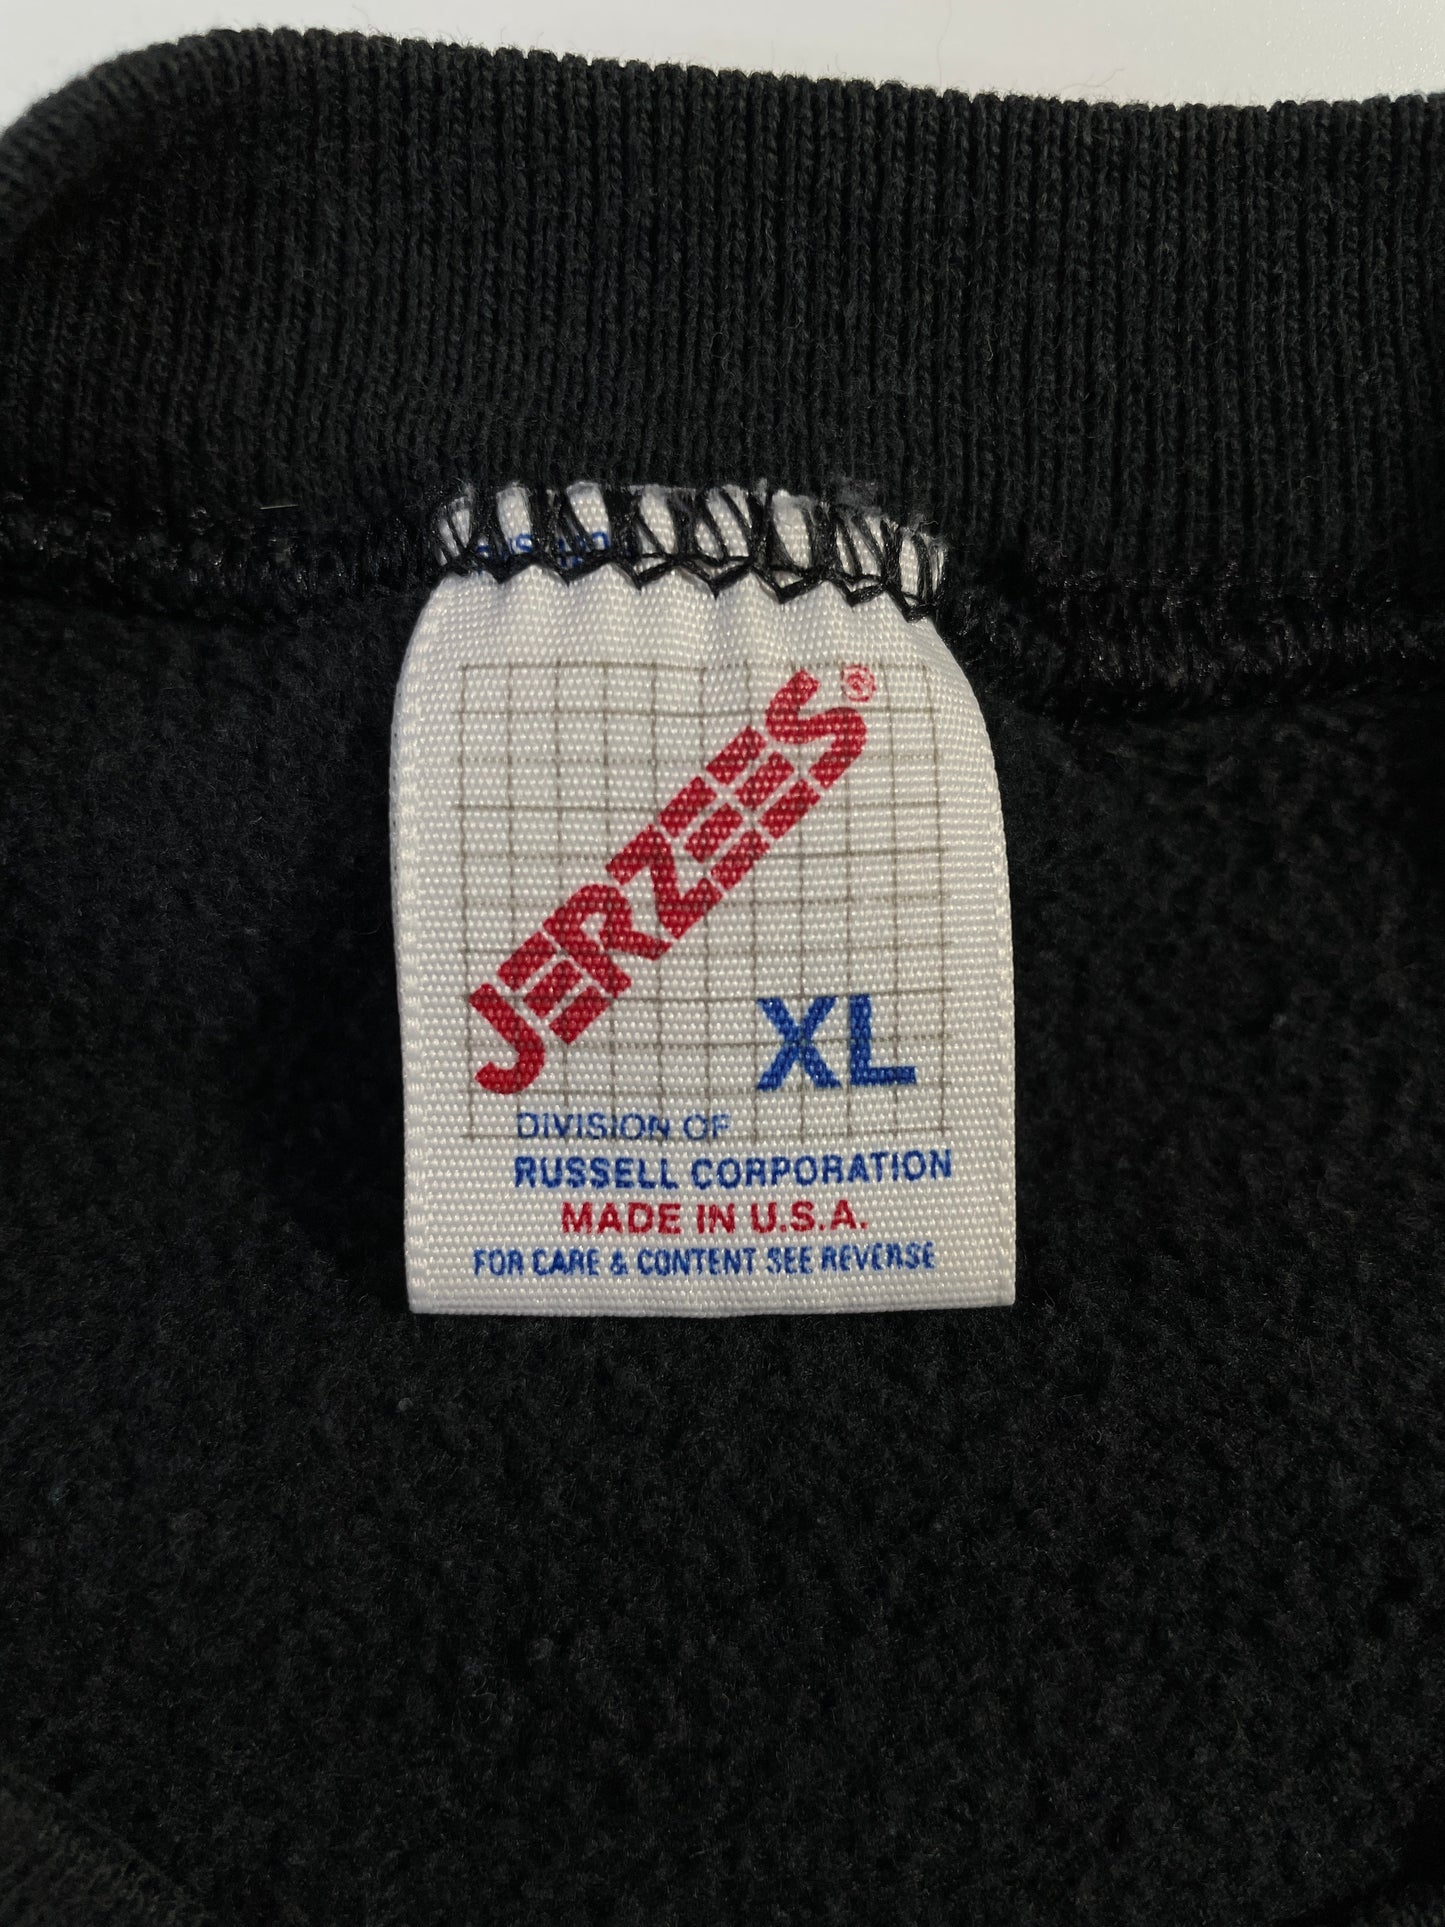 JERZEES®
XL
DIVISION OF
RUSSELL CORPORATION
MADE IN U.S.A.
FOR CARE & CONTENT SEE REVERSE